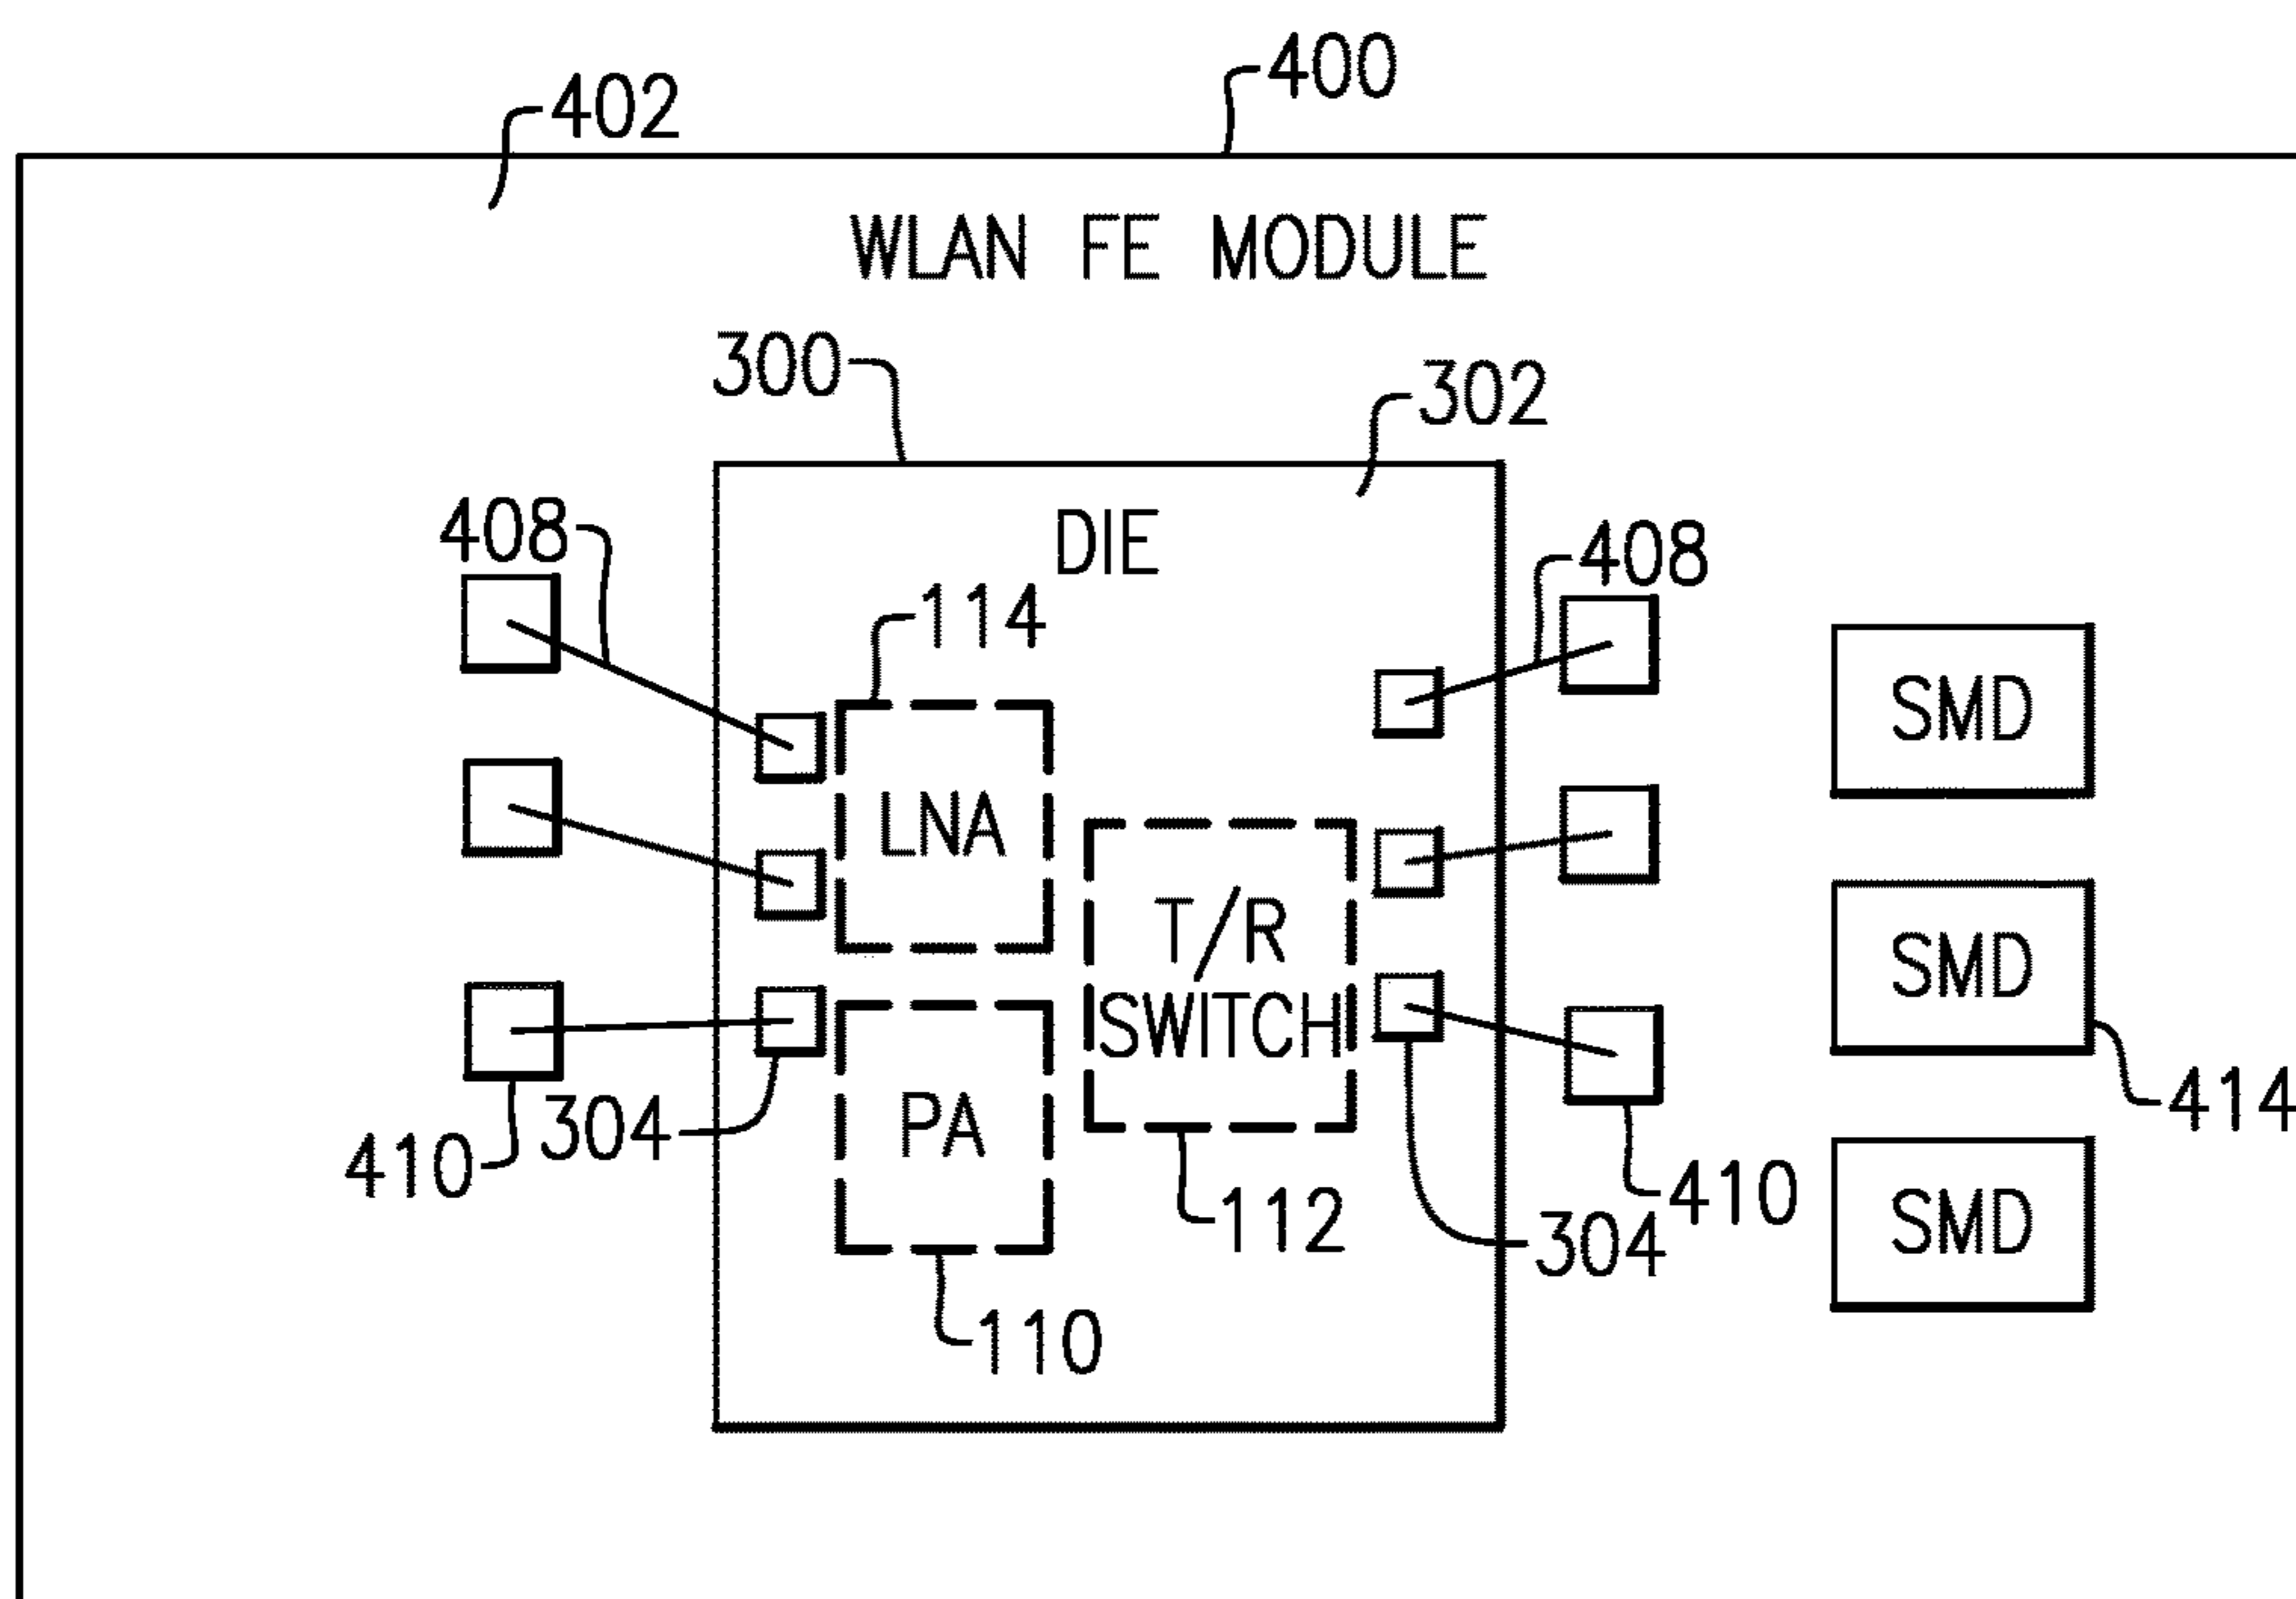 400
402
WLAN FE MODULE
300
302
408
DIE
408
114
SMD
LNA
T/R
SWITCH
SMD
304
PA
414
410
112
410
304
SMD
110